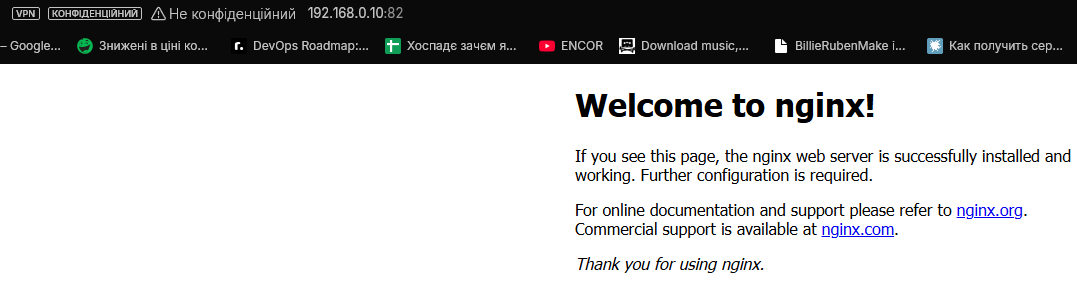 VPN КОНФІДЕНЦІЙНИЙ Не конфіденційний 192.168.0.10:82
– Google... Знижені в ціні ко... DevOps Roadmap:... Хоспаде зачєм я... ENCOR Download music,... BillieRubenMake i... Как получить сер...
Welcome to nginx!
If you see this page, the nginx web server is successfully installed and
working. Further configuration is required.
For online documentation and support please refer to nginx.org.
Commercial support is available at nginx.com.
Thank you for using nginx.